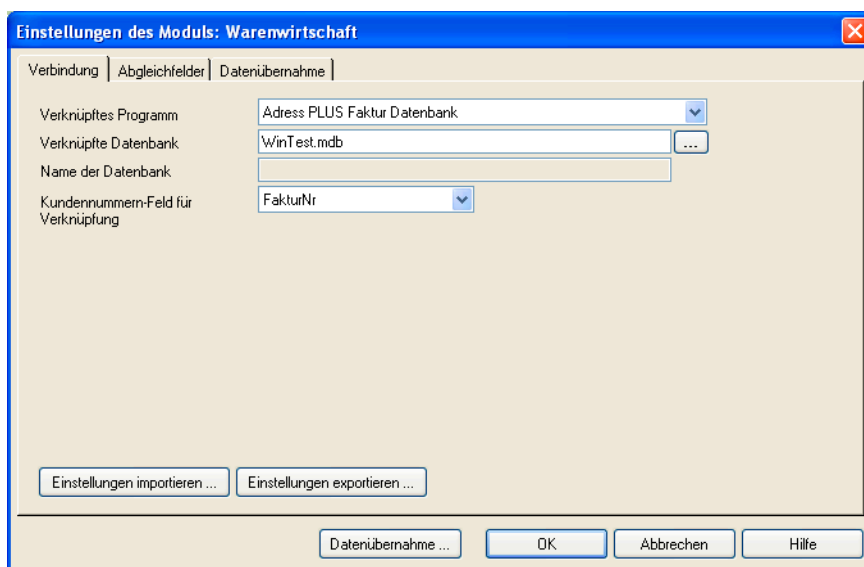 Einstellungen des Moduls: Warenwirtschaft
Verbindung Abgleichfelder Datenübernahme
Verknüpftes Programm Adress PLUS Faktur Datenbank
Verknüpfte Datenbank WinTest.mdb ...
Name der Datenbank
Kundennummern-Feld für FakturNr
Verknüpfung
Einstellungen importieren ... Einstellungen exportieren ...
Datenübernahme ... OK Abbrechen Hilfe